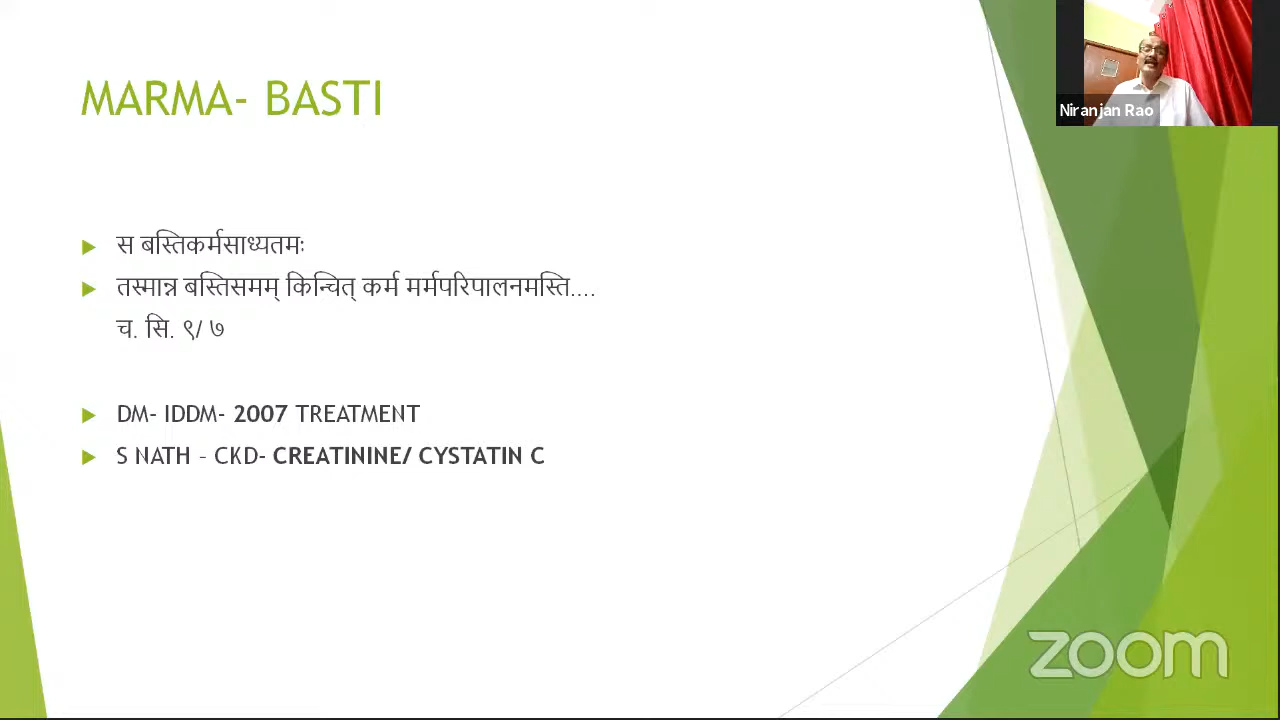 MARMA- BASTI
Niranjan Rao
स बस्तिकर्मसाध्यतमः
तस्मान्न बस्तिसमम् किन्चित् कर्म मर्मपरिपालनमस्ति....
च. सि. ९/ ७
DM- IDDM- 2007 TREATMENT
S NATH - CKD- CREATININE/ CYSTATIN C
zoom